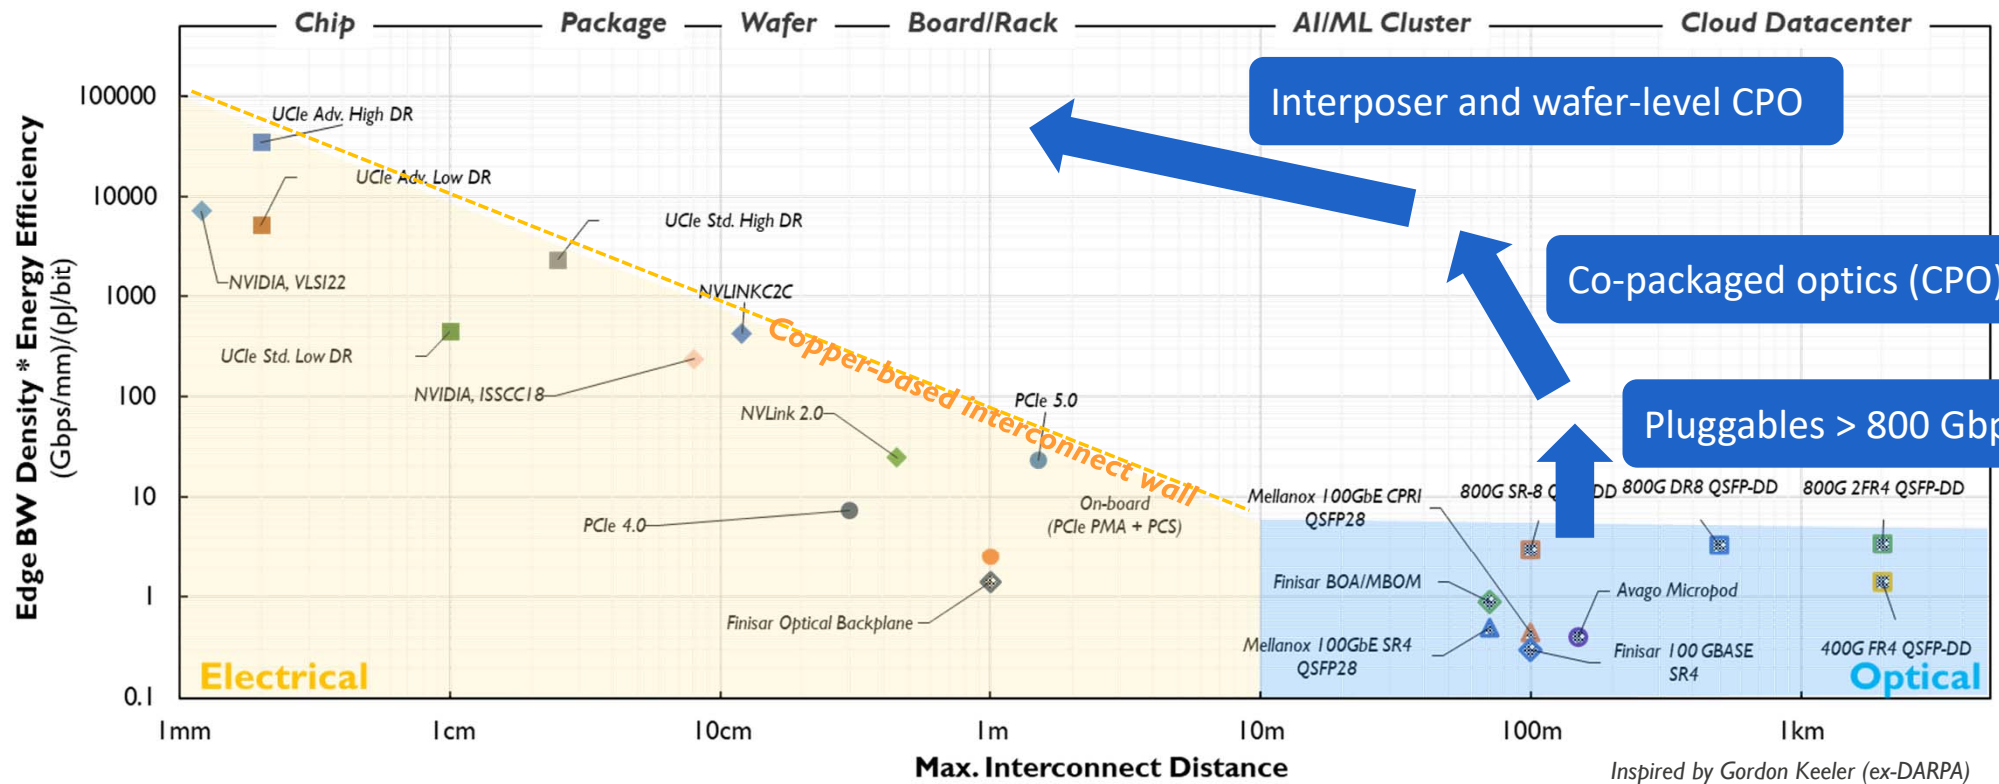 Chip
Package
Wafer
Board/Rack
AI/ML Cluster
Cloud Datacenter
Edge BW Density * Energy Efficiency
(Gbps/mm)/(pJ/bit)
100000
10000
1000
100
10
1
0.1
UCIe Adv. High DR
UCIe Adv. Low DR
NVIDIA, VLSI22
UCIe Std. High DR
UCIe Std. Low DR
NVLINKC2C
NVIDIA, ISSCC18
Copper-based interconnect wall
NVLink 2.0
PCIe 5.0
PCIe 4.0
On-board
(PCIe PMA + PCS)
Finisar Optical Backplane
Interposer and wafer-level CPO
Co-packaged optics (CPO)
Pluggables > 800 Gbp
Mellanox 100GbE CPRI
QSFP28
800G SR-8 QSFP-DD
800G DR8 QSFP-DD
800G 2FR4 QSFP-DD
Finisar BOA/MBOM
Avago Micropod
Mellanox 100GbE SR4
QSFP28
Finisar 100 GBASE
SR4
400G FR4 QSFP-DD
Electrical
Optical
1mm
1cm
10cm
1m
10m
100m
1km
Max. Interconnect Distance
Inspired by Gordon Keeler (ex-DARPA)